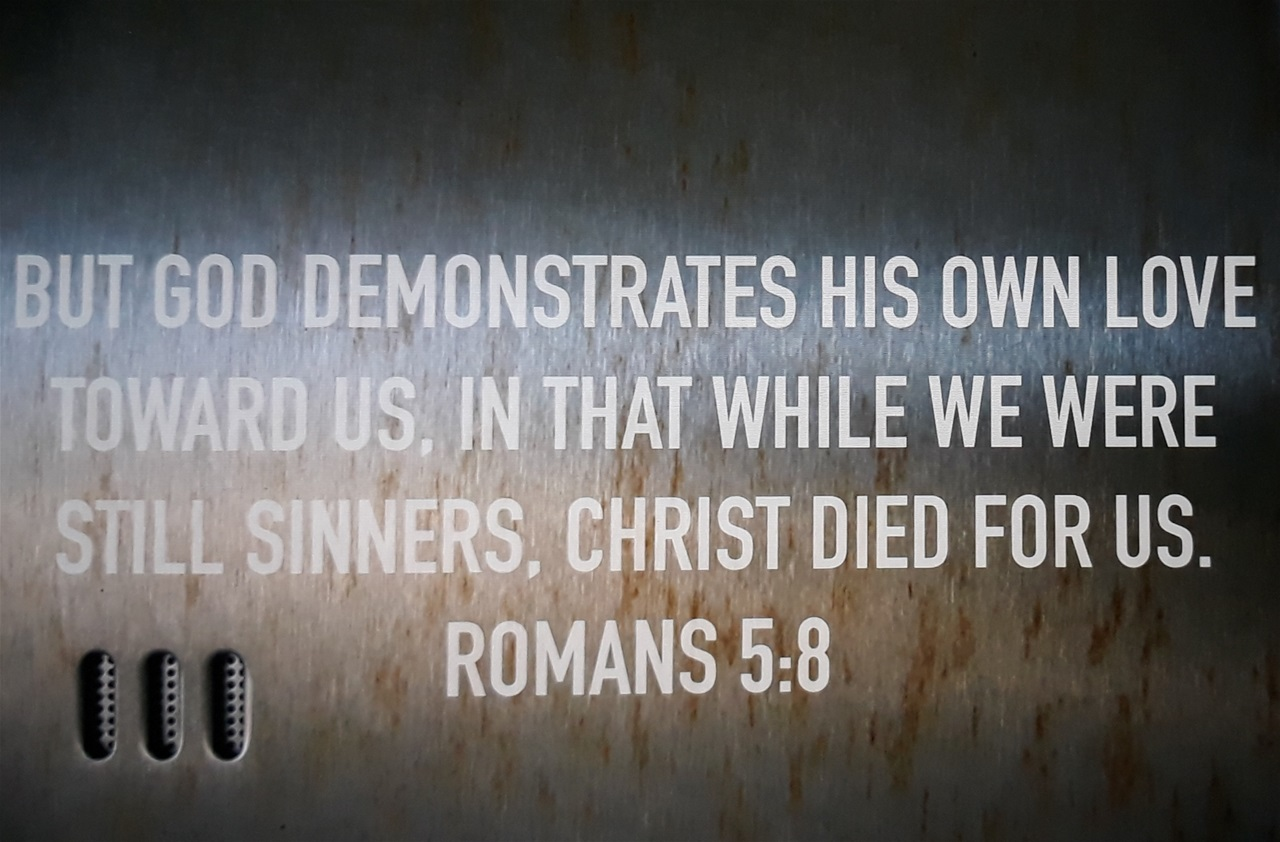 BUT GOD DEMONSTRATES HIS OWN LOVE
TOWARD US, IN THAT WHILE WE WERE
STILL SINNERS, CHRIST DIED FOR US.
ROMANS 5:8